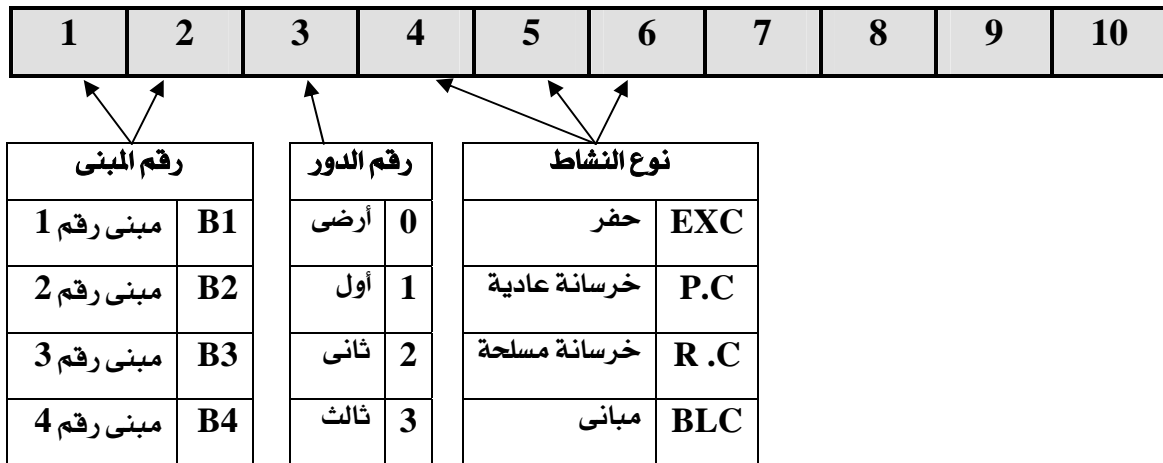 1 2 3 4 5 6 7 8 9 10
رقم المبنى
B1 مبنى رقم 1
B2 مبنى رقم 2
B3 مبنى رقم 3
B4 مبنى رقم 4
رقم الدور
0 أرضى
1 أول
2 ثانى
3 ثالث
نوع النشاط
EXC حفر
P.C خرسانة عادية
R .C خرسانة مسلحة
BLC مبانى